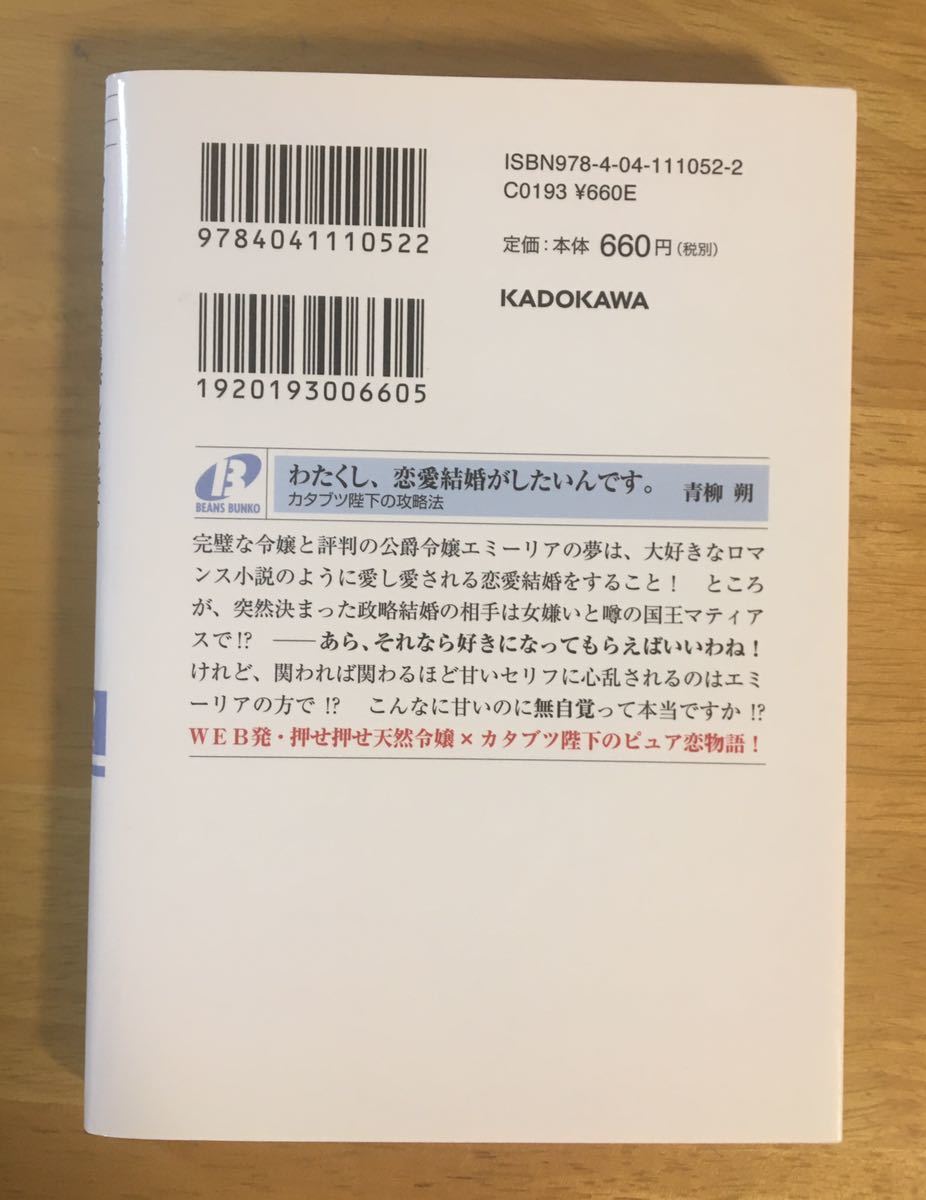 9784041110522
ISBN978-4-04-111052-2
C0193 ¥660E
定価：本体 660円（税別）
KADOKAWA
1920193006605
BEANS BUNKO
わたくし、恋愛結婚がしたいんです。
カタブツ陛下の攻略法
青柳 朔
完璧な令嬢と評判の公爵令嬢エミーリアの夢は、大好きなロマ
ンス小説のように愛し愛される恋愛結婚をすること！　ところ
が、突然決まった政略結婚の相手は女嫌いと噂の国王マティア
スで!?　――あら、それなら好きになってもらえばいいわね！
けれど、関われば関わるほど甘いセリフに心乱されるのはエミ
ーリアの方で!?　こんなに甘いのに無自覚って本当ですか!?
ＷＥＢ発・押せ押せ天然令嬢×カタブツ陛下のピュア恋物語！